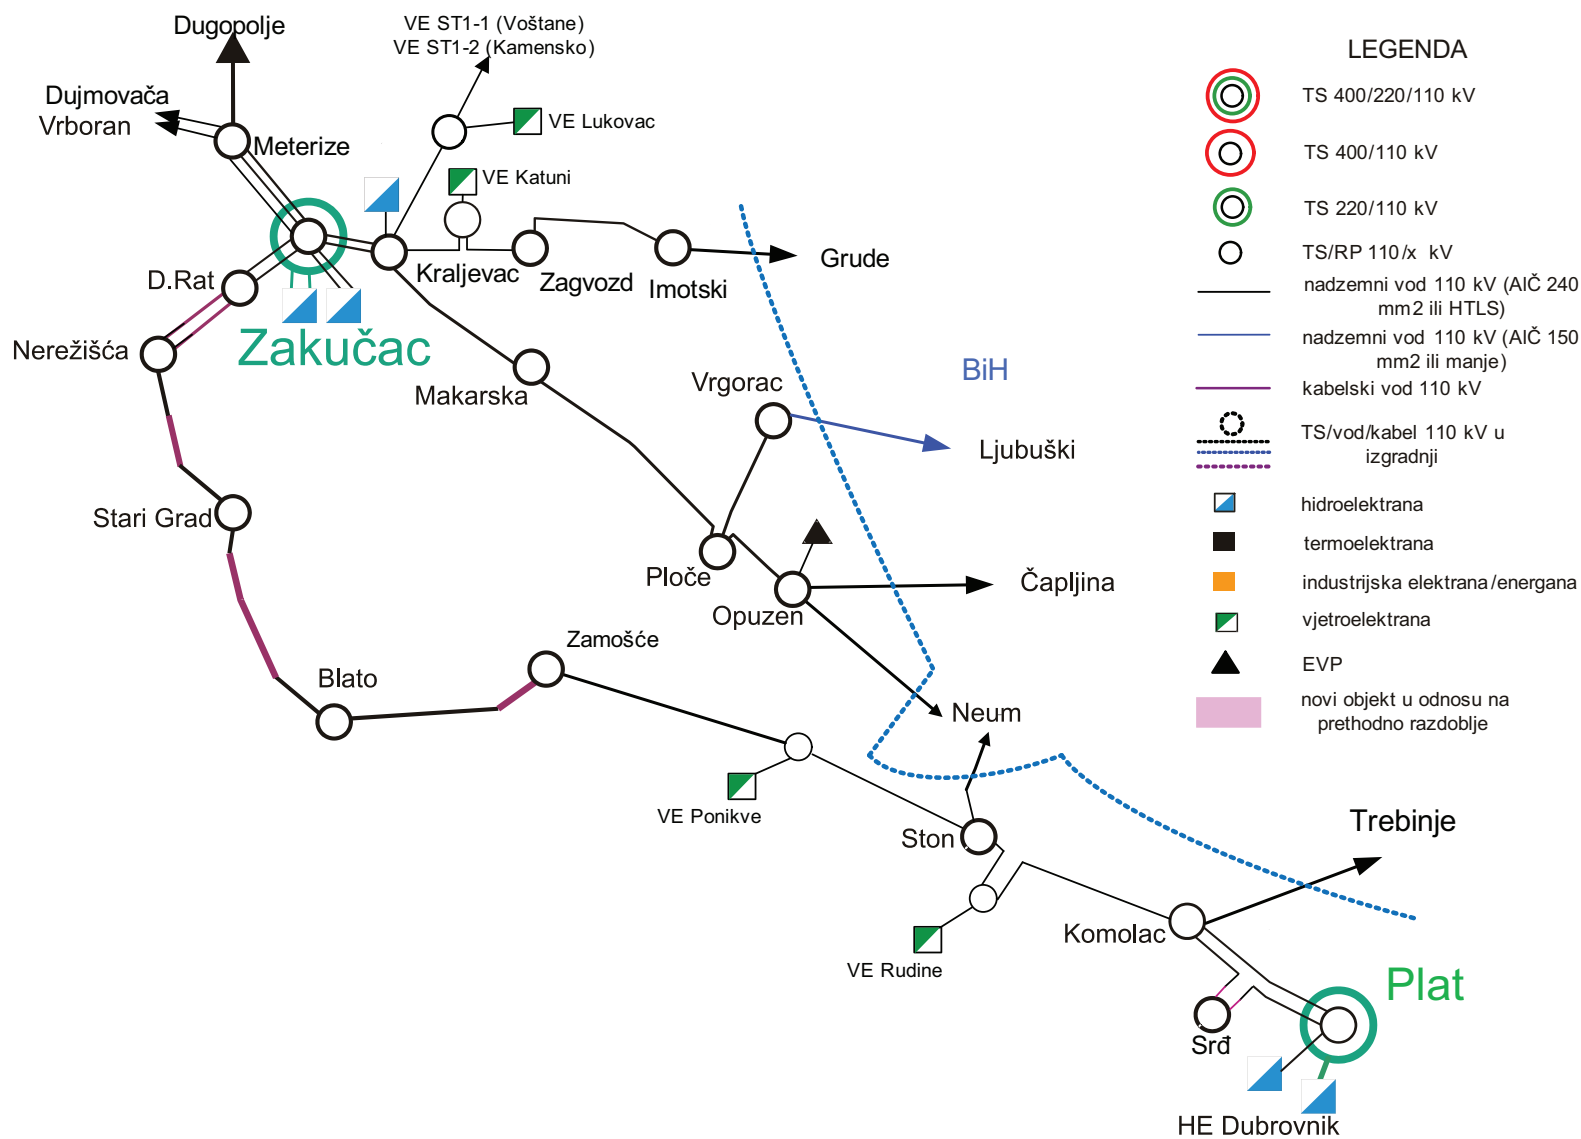 Dugopolje
VE ST1-1 (Voštane)
VE ST1-2 (Kamensko)
Dujmovača
Vrboran
Meterize
VE Lukovac
VE Katuni
Kraljevac
Zagvozd
Imotski
Grude
D.Rat
Zakučac
Nerežišća
Makarska
Vrgorac
BiH
Ljubuški
Stari Grad
Ploče
Opuzen
Čapljina
Zamošće
Blato
Neum
VE Ponikve
Ston
Trebinje
VE Rudine
Komolac
Plat
Srđ
HE Dubrovnik
LEGENDA
TS 400/220/110 kV
TS 400/110 kV
TS 220/110 kV
TS/RP 110/x kV
nadzemni vod 110 kV (AlČ 240
mm2 ili HTLS)
nadzemni vod 110 kV (AlČ 150
mm2 ili manje)
kabelski vod 110 kV
TS/vod/kabel 110 kV u
izgradnji
hidroelektrana
termoelektrana
industrijska elektrana/energana
vjetroelektrana
EVP
novi objekt u odnosu na
prethodno razdoblje